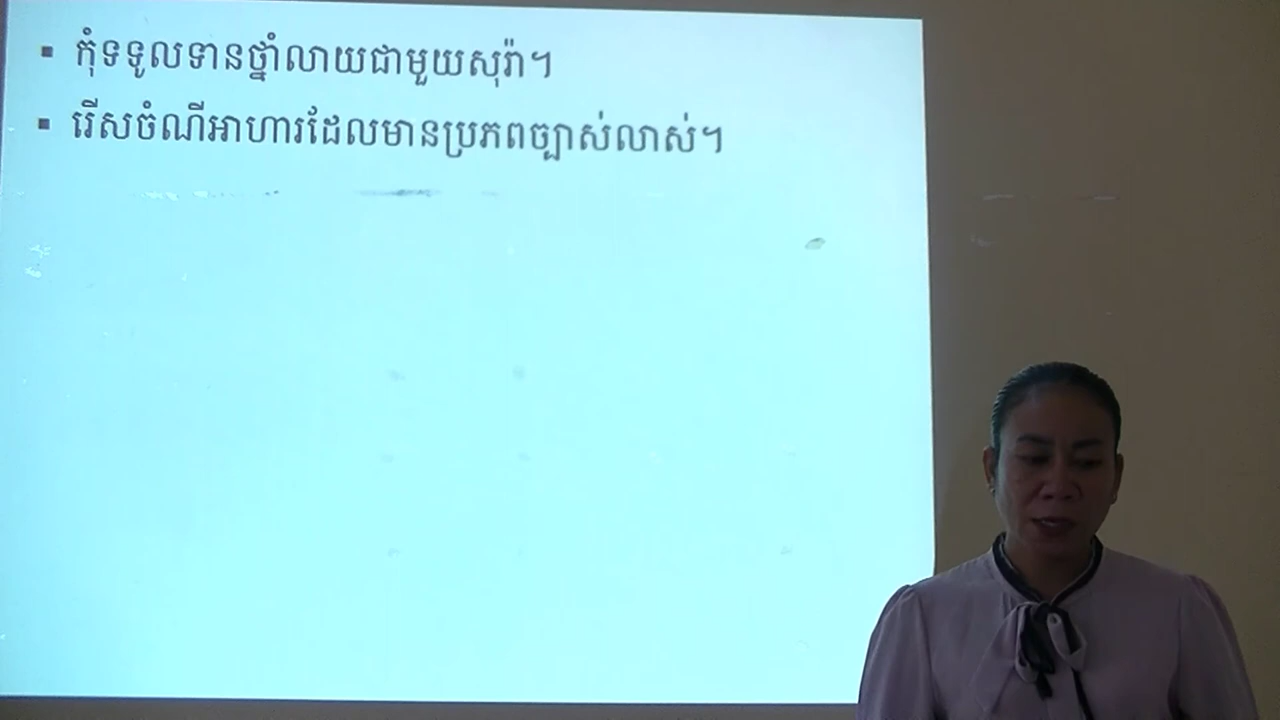 ▪ កុំទទូលទានថ្នាំលាយជាមួយសុរ៉ា។
▪ រើសចំណីអាហារដែលមានប្រភពច្បាស់លាស់។